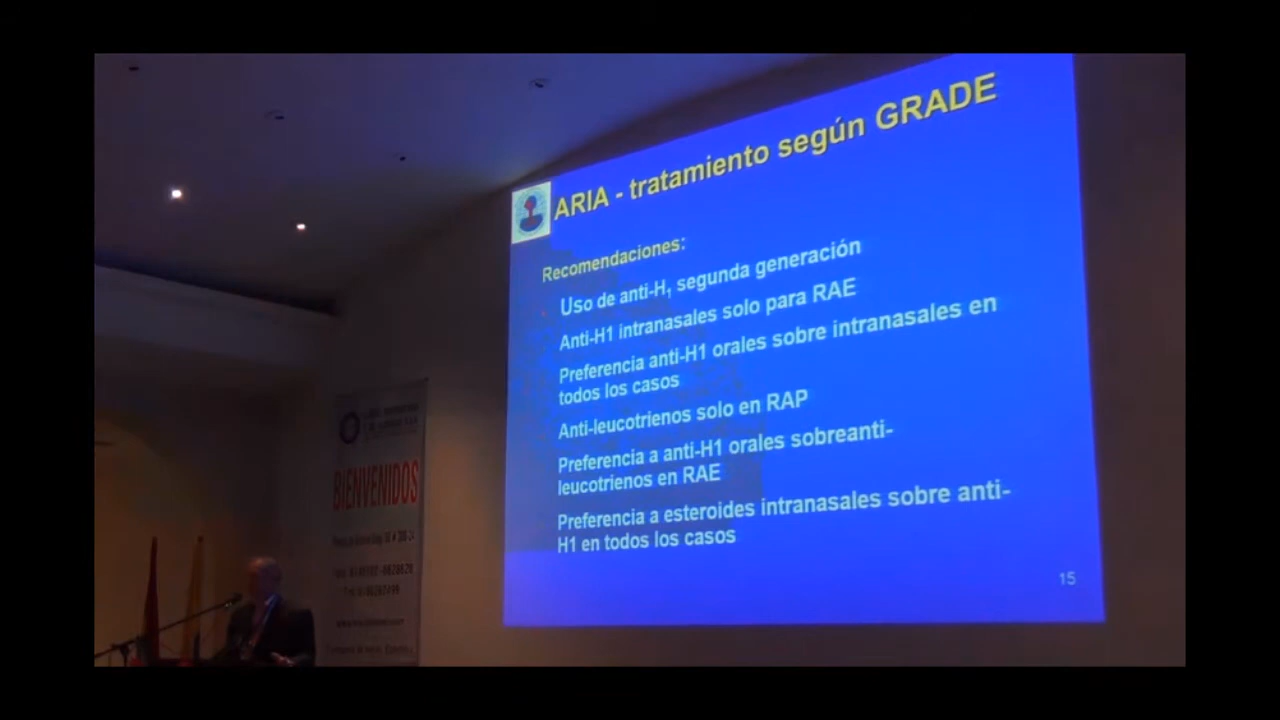 ARIA - tratamiento según GRADE
Recomendaciones:
Uso de anti-H₁ segunda generación
Anti-H1 intranasales solo para RAE
Preferencia anti-H1 orales sobre intranasales en
todos los casos
Anti-leucotrienos solo en RAP
Preferencia a anti-H1 orales sobreanti-
leucotrienos en RAE
Preferencia a esteroides intranasales sobre anti-
H1 en todos los casos
15
BIENVENIDOS